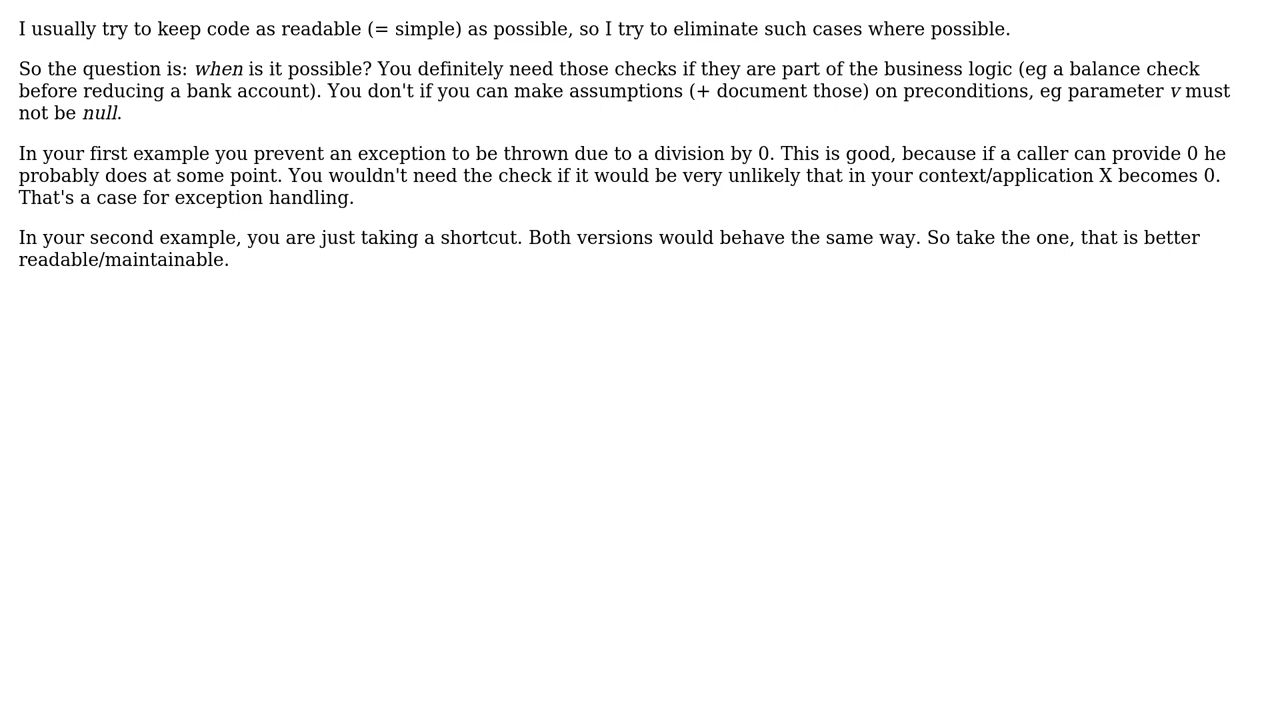 I usually try to keep code as readable (= simple) as possible, so I try to eliminate such cases where possible.
So the question is: when is it possible? You definitely need those checks if they are part of the business logic (eg a balance check
before reducing a bank account). You don't if you can make assumptions (+ document those) on preconditions, eg parameter v must
not be null.
In your first example you prevent an exception to be thrown due to a division by 0. This is good, because if a caller can provide 0 he
probably does at some point. You wouldn't need the check if it would be very unlikely that in your context/application X becomes 0.
That's a case for exception handling.
In your second example, you are just taking a shortcut. Both versions would behave the same way. So take the one, that is better
readable/maintainable.